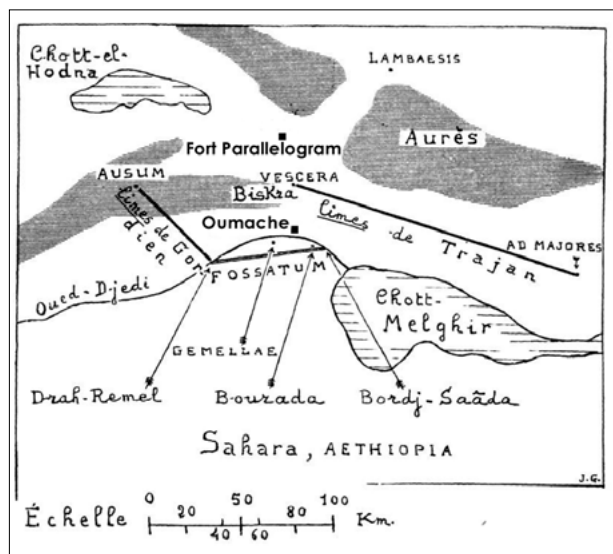 Chott-el-
Hodna
LAMBAESIS
Aurès
Fort Parallelogram
AUSUM
VESCERA
Biskra
limes de Gor
dien
Oumache
limes de Trajan
AD MAJORES
FOSSATUM
Oued-Djedi
Chott-
Melghir
GEMELLAE
Drah-Remel
Bourada
Bordj-Saâda
Sahara, AETHIOPIA
J.G.
Échelle
0 20 50 80 100
40 60
Km.